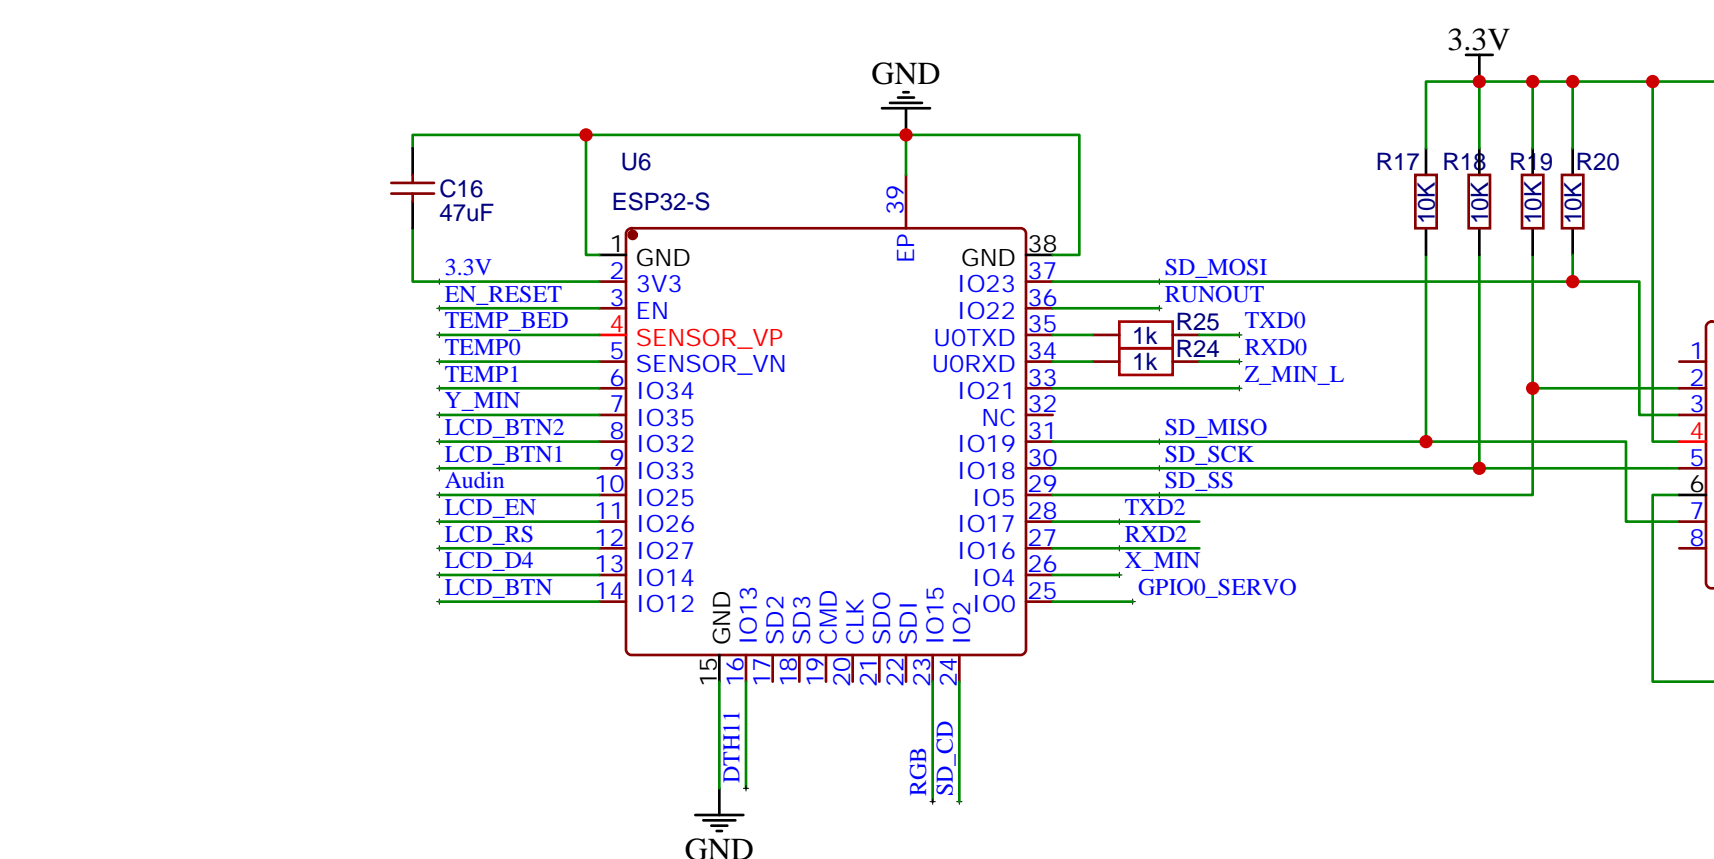 3.3V
GND
U6
ESP32-S
C16
47uF
R17
R18
R19
R20
10K
10K
10K
10K
39
EP
1
GND
3.3V
2
3V3
EN_RESET
3
EN
TEMP_BED
4
SENSOR_VP
TEMP0
5
SENSOR_VN
TEMP1
6
IO34
Y_MIN
7
IO35
LCD_BTN2
8
IO32
LCD_BTN1
9
IO33
Audin
10
IO25
LCD_EN
11
IO26
LCD_RS
12
IO27
LCD_D4
13
IO14
LCD_BTN
14
IO12
GND
38
IO23
37
SD_MOSI
IO22
36
RUNOUT
U0TXD
35
1k
R25
TXD0
U0RXD
34
1k
R24
RXD0
IO21
33
Z_MIN_L
NC
32
IO19
31
SD_MISO
IO18
30
SD_SCK
IO5
29
SD_SS
IO17
28
TXD2
IO16
27
RXD2
IO4
26
X_MIN
IO0
25
GPIO0_SERVO
GND
IO13
SD2
SD3
CMD
CLK
SDO
SDI
IO15
IO2
15
16
17
18
19
20
21
22
23
24
DTH11
RGB
SD_CD
GND
1
2
3
4
5
6
7
8